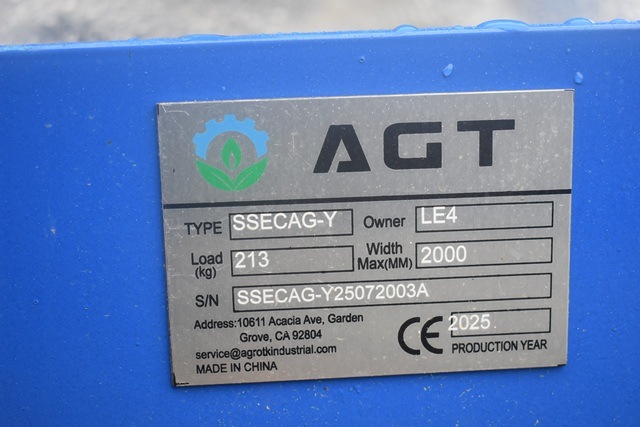 AGT
TYPE SSECAG-Y Owner LE4
Load (kg) 213 Width Max(MM) 2000
S/N SSECAG-Y25072003A
Address:10611 Acacia Ave, Garden
Grove, CA 92804
service@agrotkindustrial.com
MADE IN CHINA
CE 2025
PRODUCTION YEAR